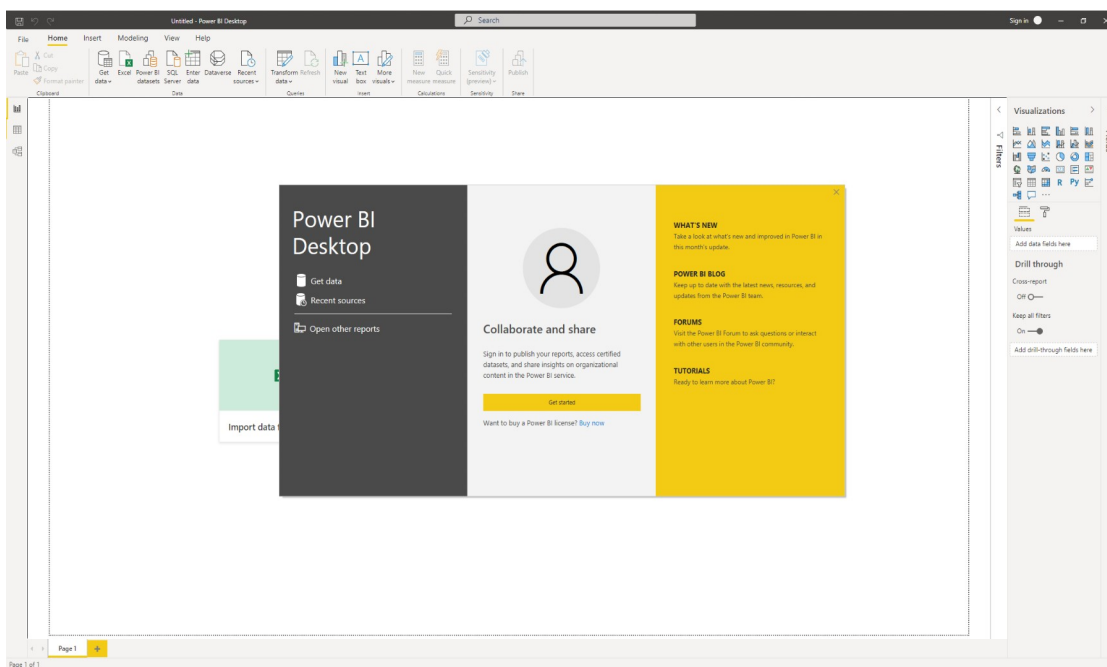 Untitled - Power BI Desktop
Search
Sign in
File Home Insert Modeling View Help
Paste
Cut
Copy
Format painter
Clipboard
Get data
Excel
Power BI datasets
SQL Server
Enter data
Dataverse
Recent sources
Data
Transform data
Refresh
Queries
New visual
Text box
More visuals
Insert
New measure
Quick measure
Calculations
Sensitivity (preview)
Sensitivity
Publish
Share
Power BI
Desktop
Get data
Recent sources
Open other reports
Import data
Collaborate and share
Sign in to publish your reports, access certified
datasets, and share insights on organizational
content in the Power BI service.
Get started
Want to buy a Power BI license? Buy now
WHAT'S NEW
Take a look at what's new and improved in Power BI in
this month's update.
POWER BI BLOG
Keep up to date with the latest news, resources, and
updates from the Power BI team.
FORUMS
Visit the Power BI Forum to ask questions or interact
with other users in the Power BI community.
TUTORIALS
Ready to learn more about Power BI?
Filters
Visualizations
R Py
Values
Add data fields here
Drill through
Cross-report
Off
Keep all filters
On
Add drill-through fields here
Page 1
Page 1 of 1